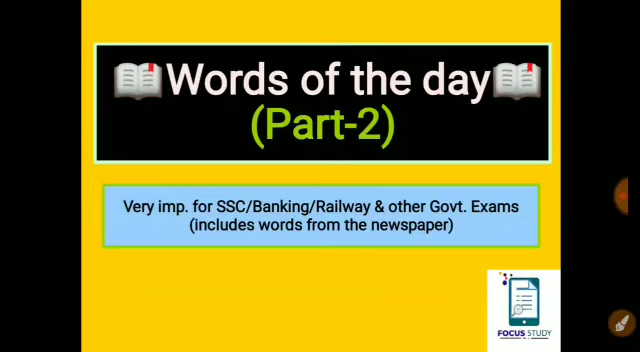 Words of the day
(Part-2)
Very imp. for SSC/Banking/Railway & other Govt. Exams
(includes words from the newspaper)
FOCUS STUDY